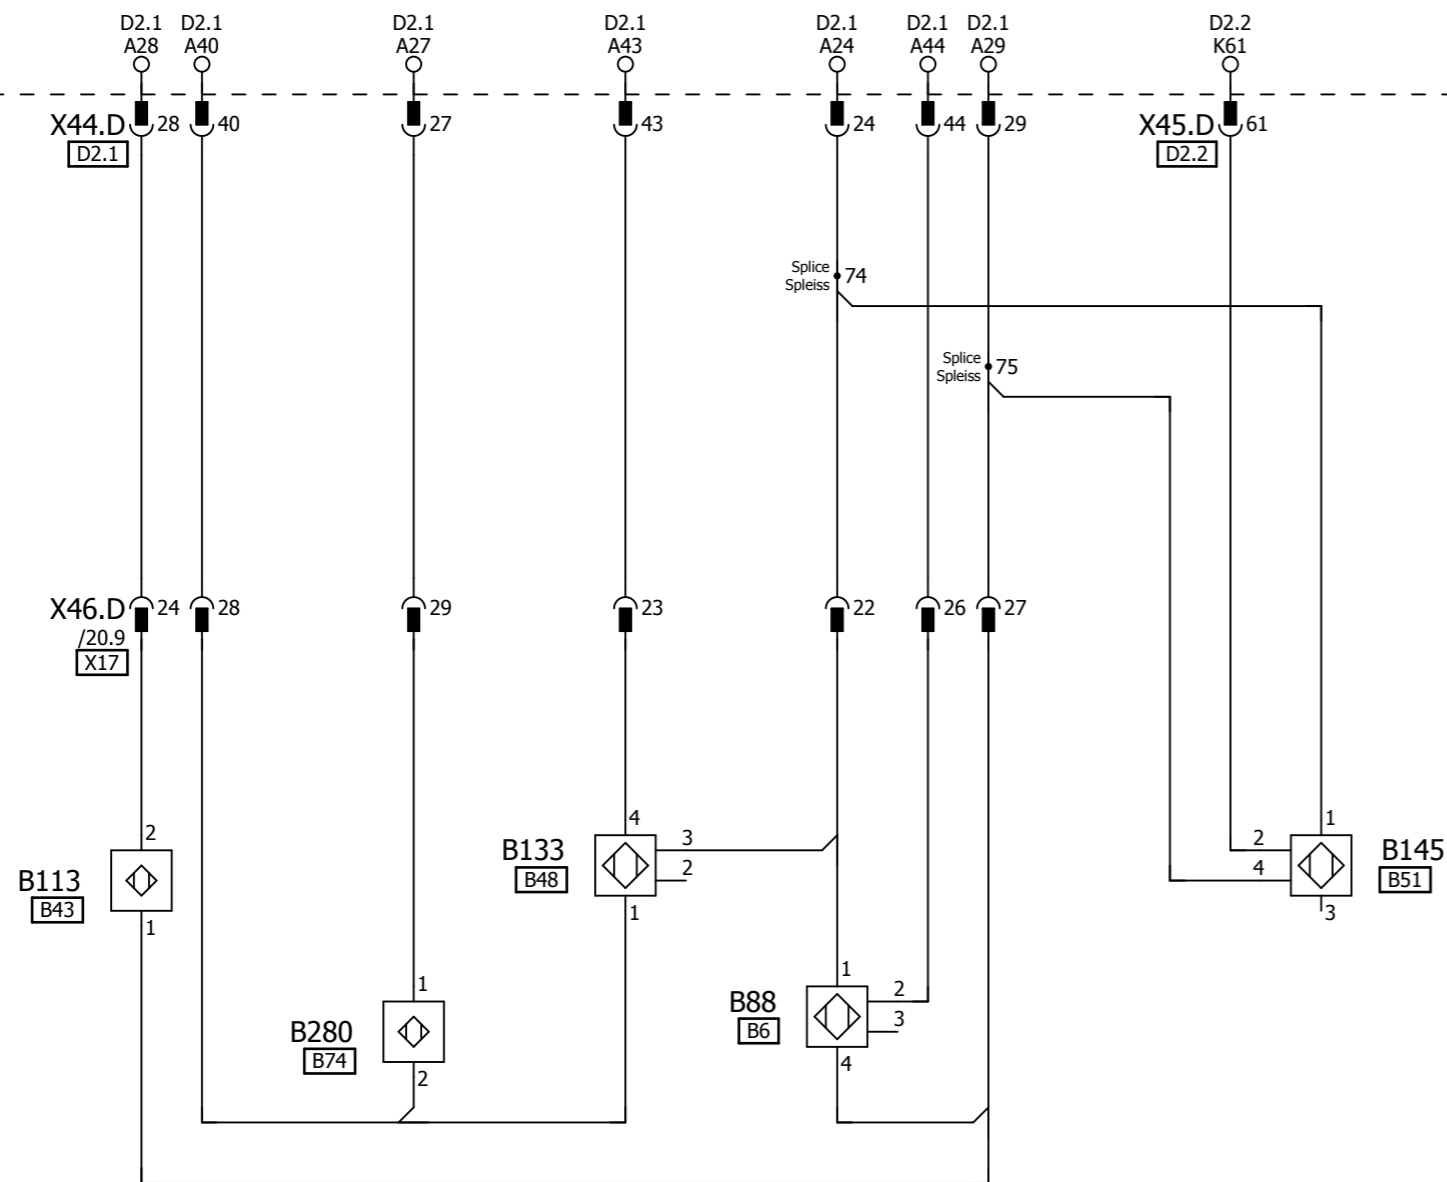 D2.1 D2.1 D2.1 D2.1 D2.1 D2.1 D2.1 D2.2
A28 A40 A27 A43 A24 A44 A29 K61
X44.D 28 40 27 43 24 44 29 X45.D 61
D2.1 D2.2
Splice 74
Spleiss
Splice 75
Spleiss
X46.D 24 28 29 23 22 26 27
/20.9
X17
2 4 3 2 1
B113 1 B133 2 4 B145
B43 B48 B51
1 1 3
1 1 2
B280 B88 3
B74 B6
2 4